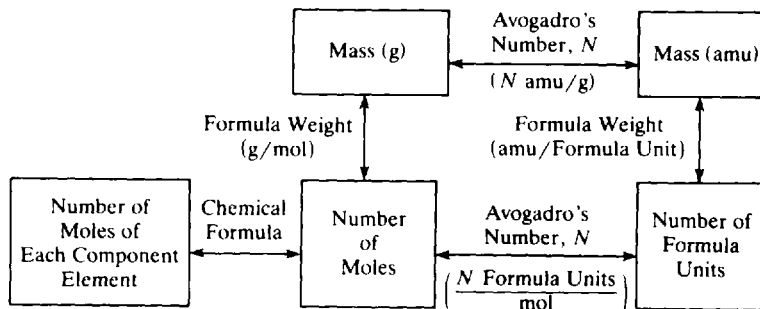 Mass (g)
Avogadro's
Number, N
(N amu/g)
Mass (amu)
Formula Weight
(g/mol)
Formula Weight
(amu/Formula Unit)
Number of
Moles of
Each Component
Element
Chemical
Formula
Number
of
Moles
Avogadro's
Number, N
(N Formula Units
mol)
Number of
Formula
Units